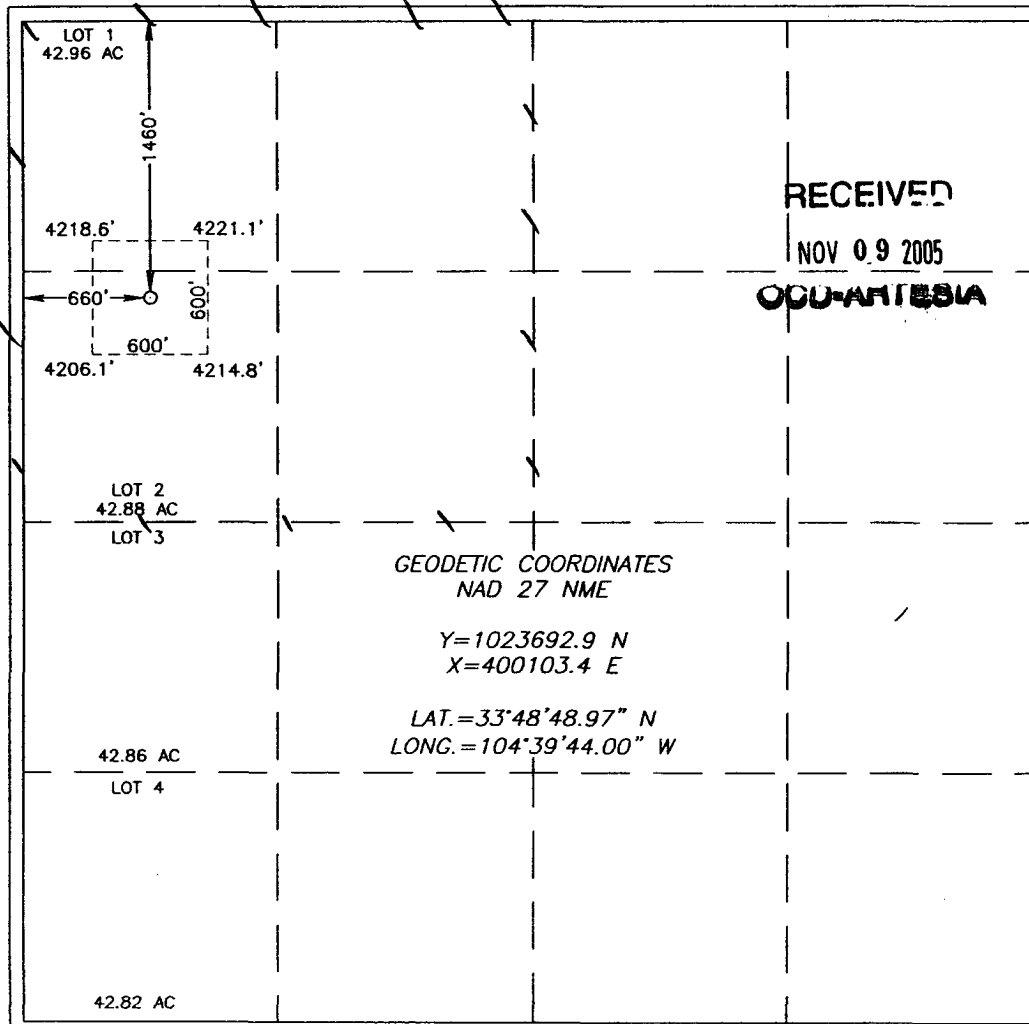 LOT 1
42.96 AC
1460'
RECEIVED
NOV 09 2005
OCD-ARTESIA
4218.6' 4221.1'
660'
600'
600'
4206.1' 4214.8'
LOT 2
42.88 AC
LOT 3
GEODETIC COORDINATES
NAD 27 NME
Y=1023692.9 N
X=400103.4 E
LAT.=33°48'48.97" N
LONG.=104°39'44.00" W
42.86 AC
LOT 4
42.82 AC